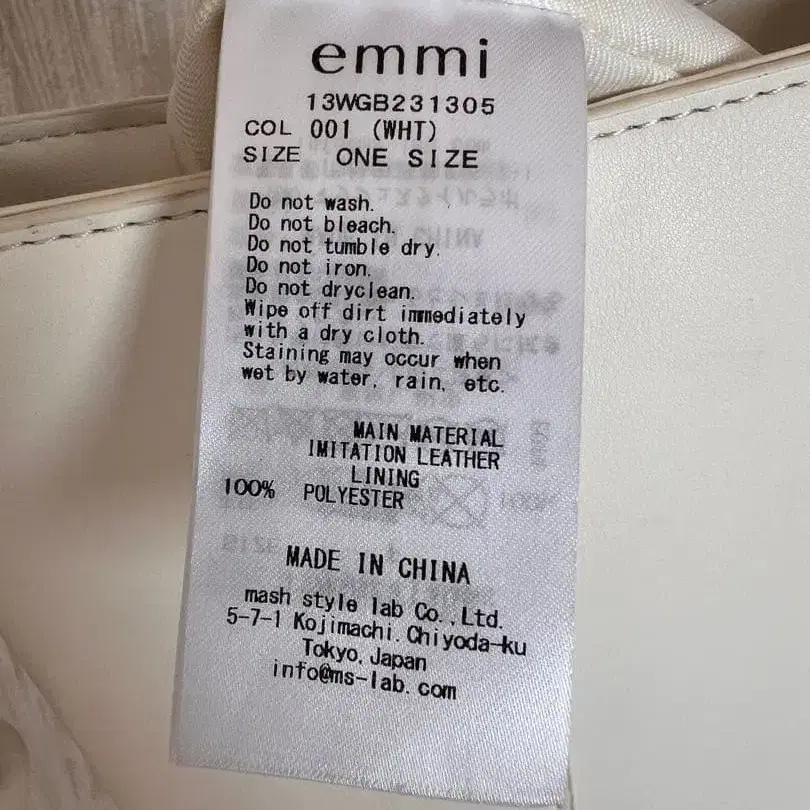 emmi
13WGB231305
COL 001 (WHT)
SIZE ONE SIZE
Do not wash.
Do not bleach.
Do not tumble dry.
Do not iron.
Do not dryclean.
Wipe off dirt immediately
with a dry cloth.
Staining may occur when
wet by water, rain, etc.
MAIN MATERIAL
IMITATION LEATHER
LINING
100% POLYESTER
MADE IN CHINA
mash style lab Co.,Ltd.
5-7-1 Kojimachi.Chiyoda-ku
Tokyo,Japan
info@ms-lab.com